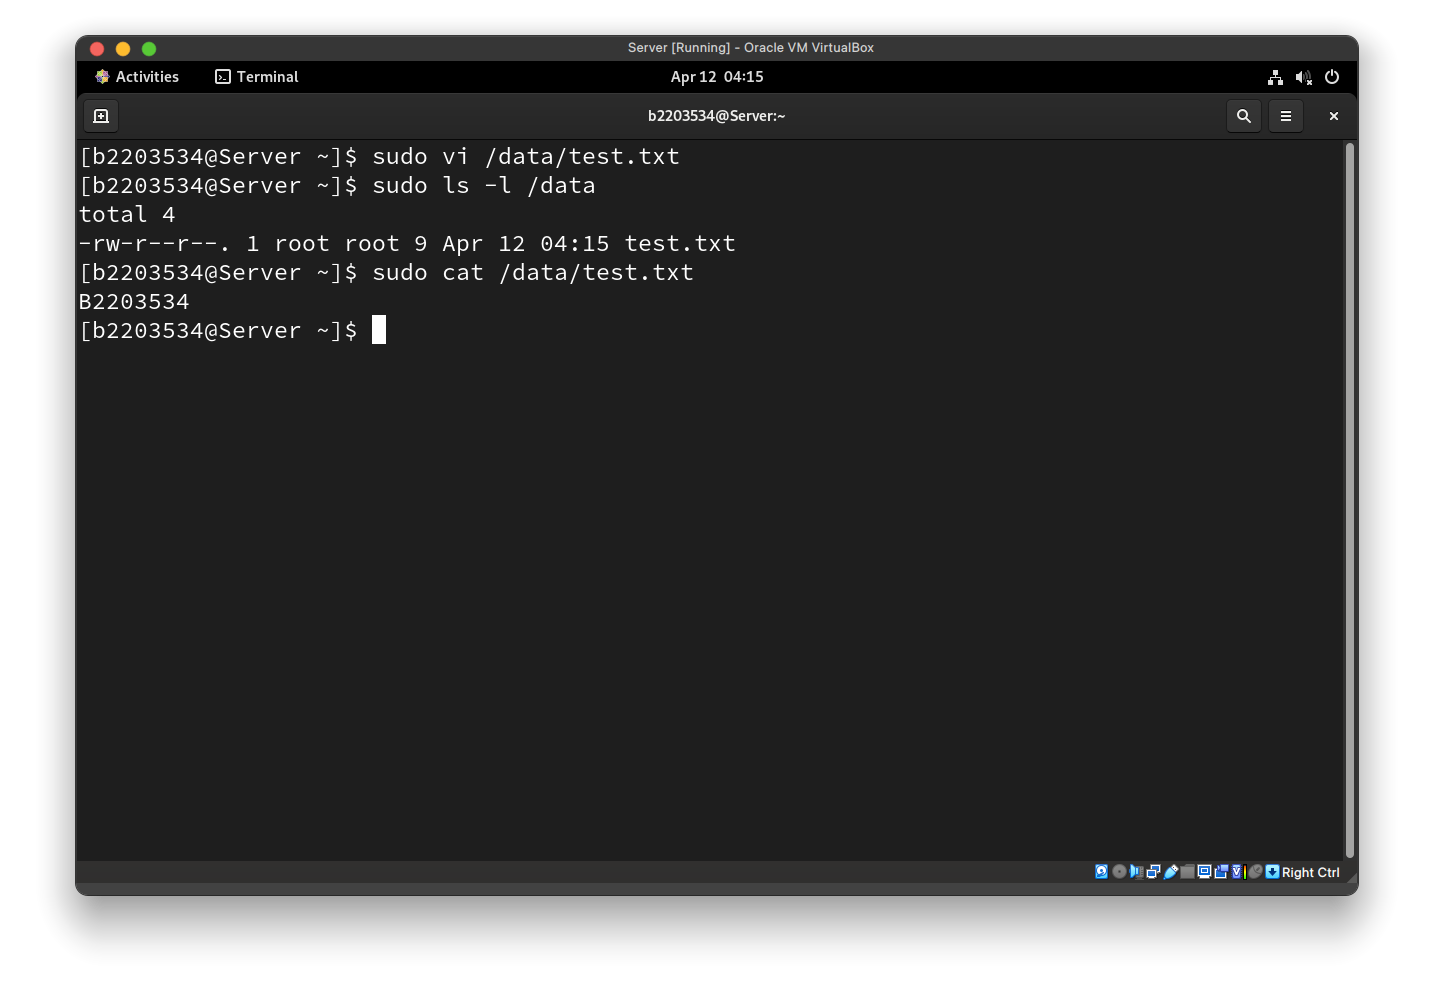 Server [Running] - Oracle VM VirtualBox
Activities Terminal Apr 12 04:15
b2203534@Server:~
[b2203534@Server ~]$ sudo vi /data/test.txt
[b2203534@Server ~]$ sudo ls -l /data
total 4
-rw-r--r--. 1 root root 9 Apr 12 04:15 test.txt
[b2203534@Server ~]$ sudo cat /data/test.txt
B2203534
[b2203534@Server ~]$
Right Ctrl